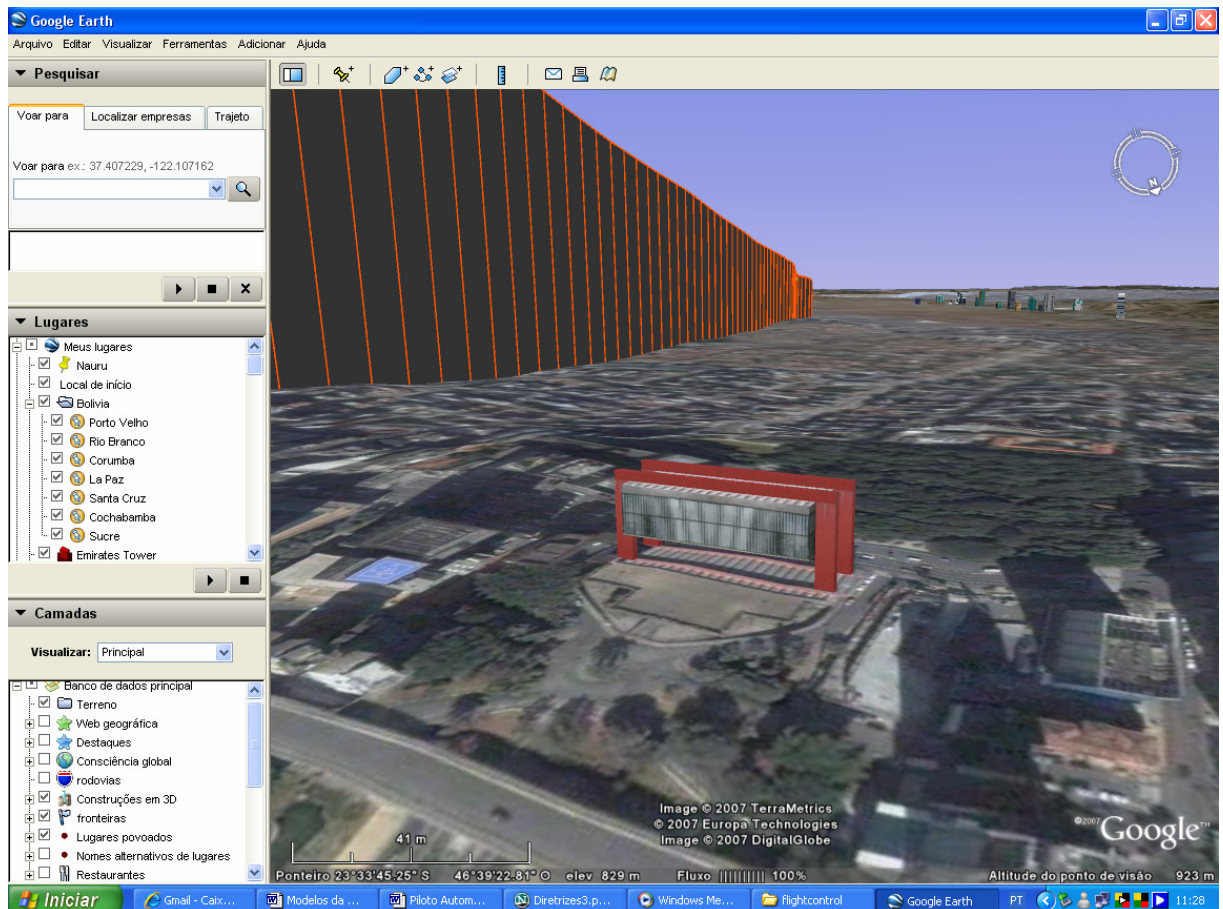 Google Earth
Arquivo Editar Visualizar Ferramentas Adicionar Ajuda
Pesquisar
Voar para Localizar empresas Trajeto
Voar para ex.: 37.407229, -122.107162
Lugares
Meus lugares
Nauru
Local de início
Bolivia
Porto Velho
Rio Branco
Corumba
La Paz
Santa Cruz
Cochabamba
Sucre
Emirates Tower
Camadas
Visualizar: Principal
Banco de dados principal
Terreno
Web geográfica
Destaques
Consciência global
rodovias
Construções em 3D
fronteiras
Lugares povoados
Nomes alternativos de lugares
Restaurantes
N
Image © 2007 TerraMetrics
© 2007 Europa Technologies
Image © 2007 DigitalGlobe
©2007 Google™
41 m
Ponteiro 23°33'45.25" S 46°39'22.81" O elev 829 m Fluxo 100% Altitude do ponto de visão 923 m
Iniciar Gmail - Caix... Modelos da ... Piloto Autom... Diretrizes3.p... Windows Me... flightcontrol Google Earth PT 11:28